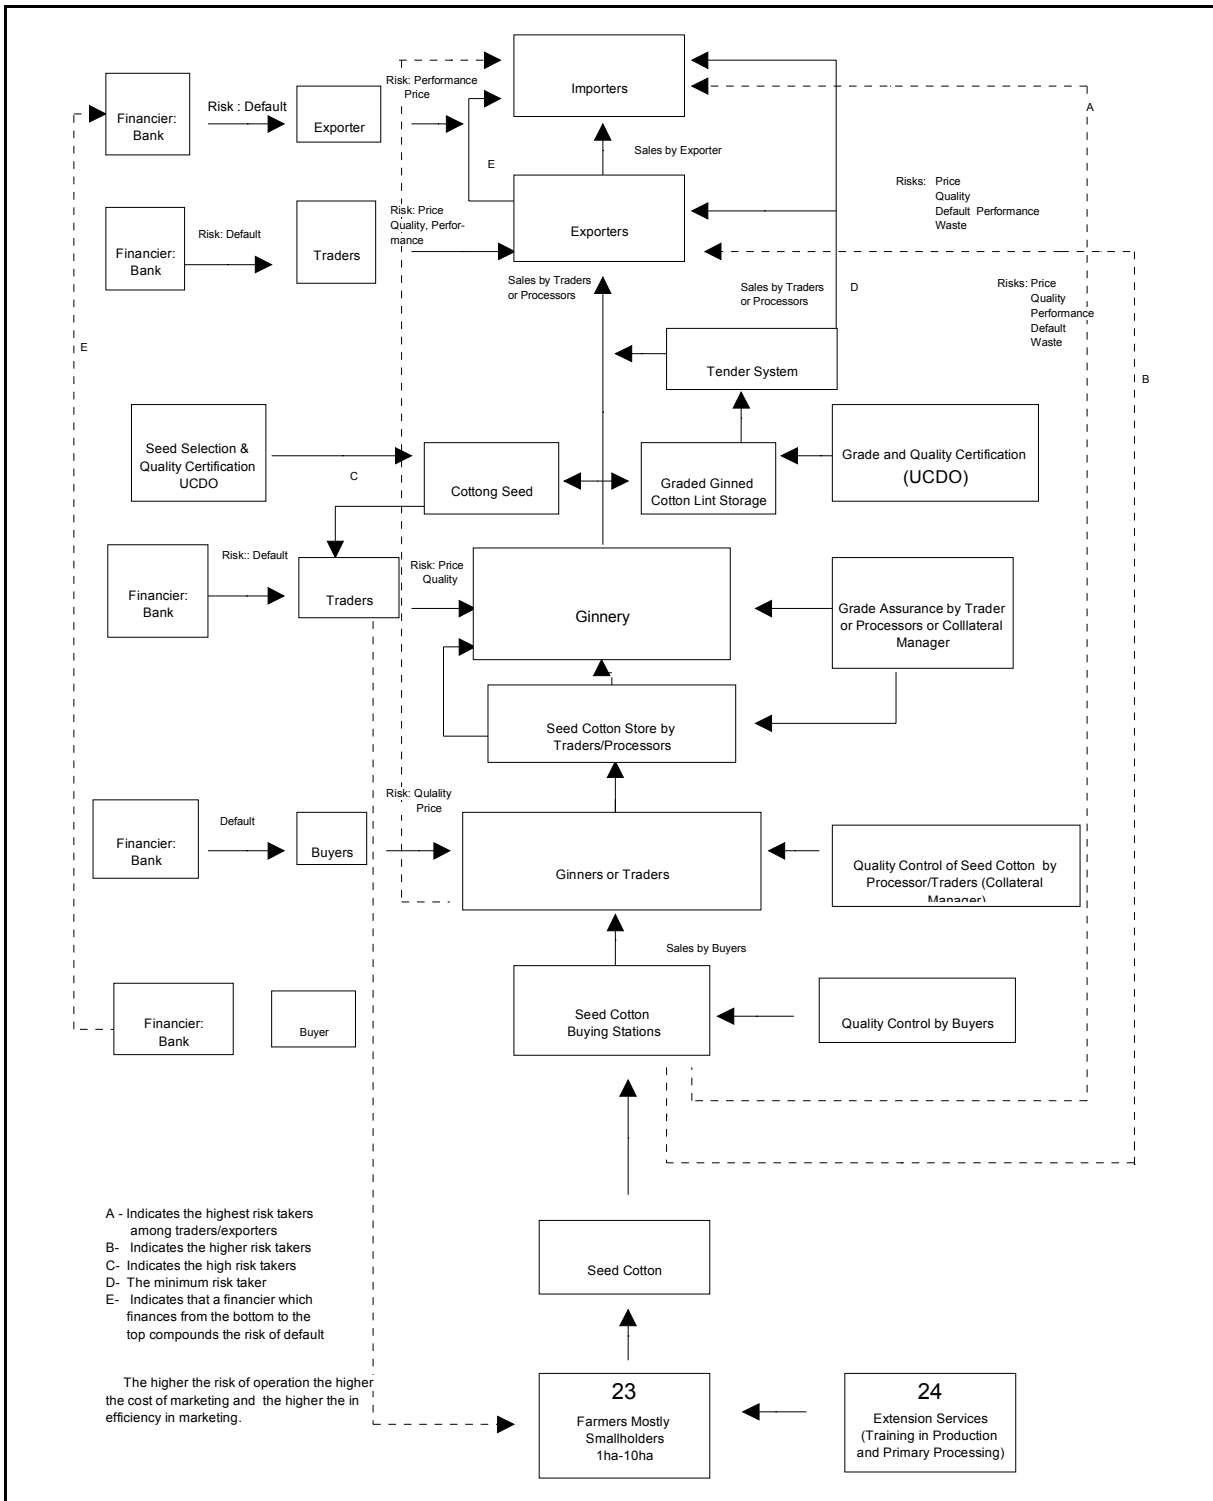 Importers
Financier:
Bank
Risk : Default
Exporter
Risk: Performance
Price
A
Sales by Exporter
E
Risks: Price
Quality
Default Performance
Waste
Financier:
Bank
Risk: Default
Traders
Risk: Price
Quality, Perfor-
mance
Exporters
Sales by Traders
or Processors
Sales by Traders
or Processors
D
Risks: Price
Quality
Performance
Default
Waste
E
B
Tender System
Seed Selection &
Quality Certification
UCDO
C
Cottong Seed
Graded Ginned
Cotton Lint Storage
Grade and Quality Certification
(UCDO)
Financier:
Bank
Risk:: Default
Traders
Risk: Price
Quality
Ginnery
Grade Assurance by Trader
or Processors or Colllateral
Manager
Seed Cotton Store by
Traders/Processors
Financier:
Bank
Default
Buyers
Risk: Qulality
Price
Ginners or Traders
Quality Control of Seed Cotton by
Processor/Traders (Collateral
Manager)
Sales by Buyers
Financier:
Bank
Buyer
Seed Cotton
Buying Stations
Quality Control by Buyers
Seed Cotton
A - Indicates the highest risk takers
among traders/exporters
B- Indicates the higher risk takers
C- Indicates the high risk takers
D- The minimum risk taker
E- Indicates that a financier which
finances from the bottom to the
top compounds the risk of default
The higher the risk of operation the higher
the cost of marketing and the higher the in
efficiency in marketing.
23
Farmers Mostly
Smallholders
1ha-10ha
24
Extension Services
(Training in Production
and Primary Processing)